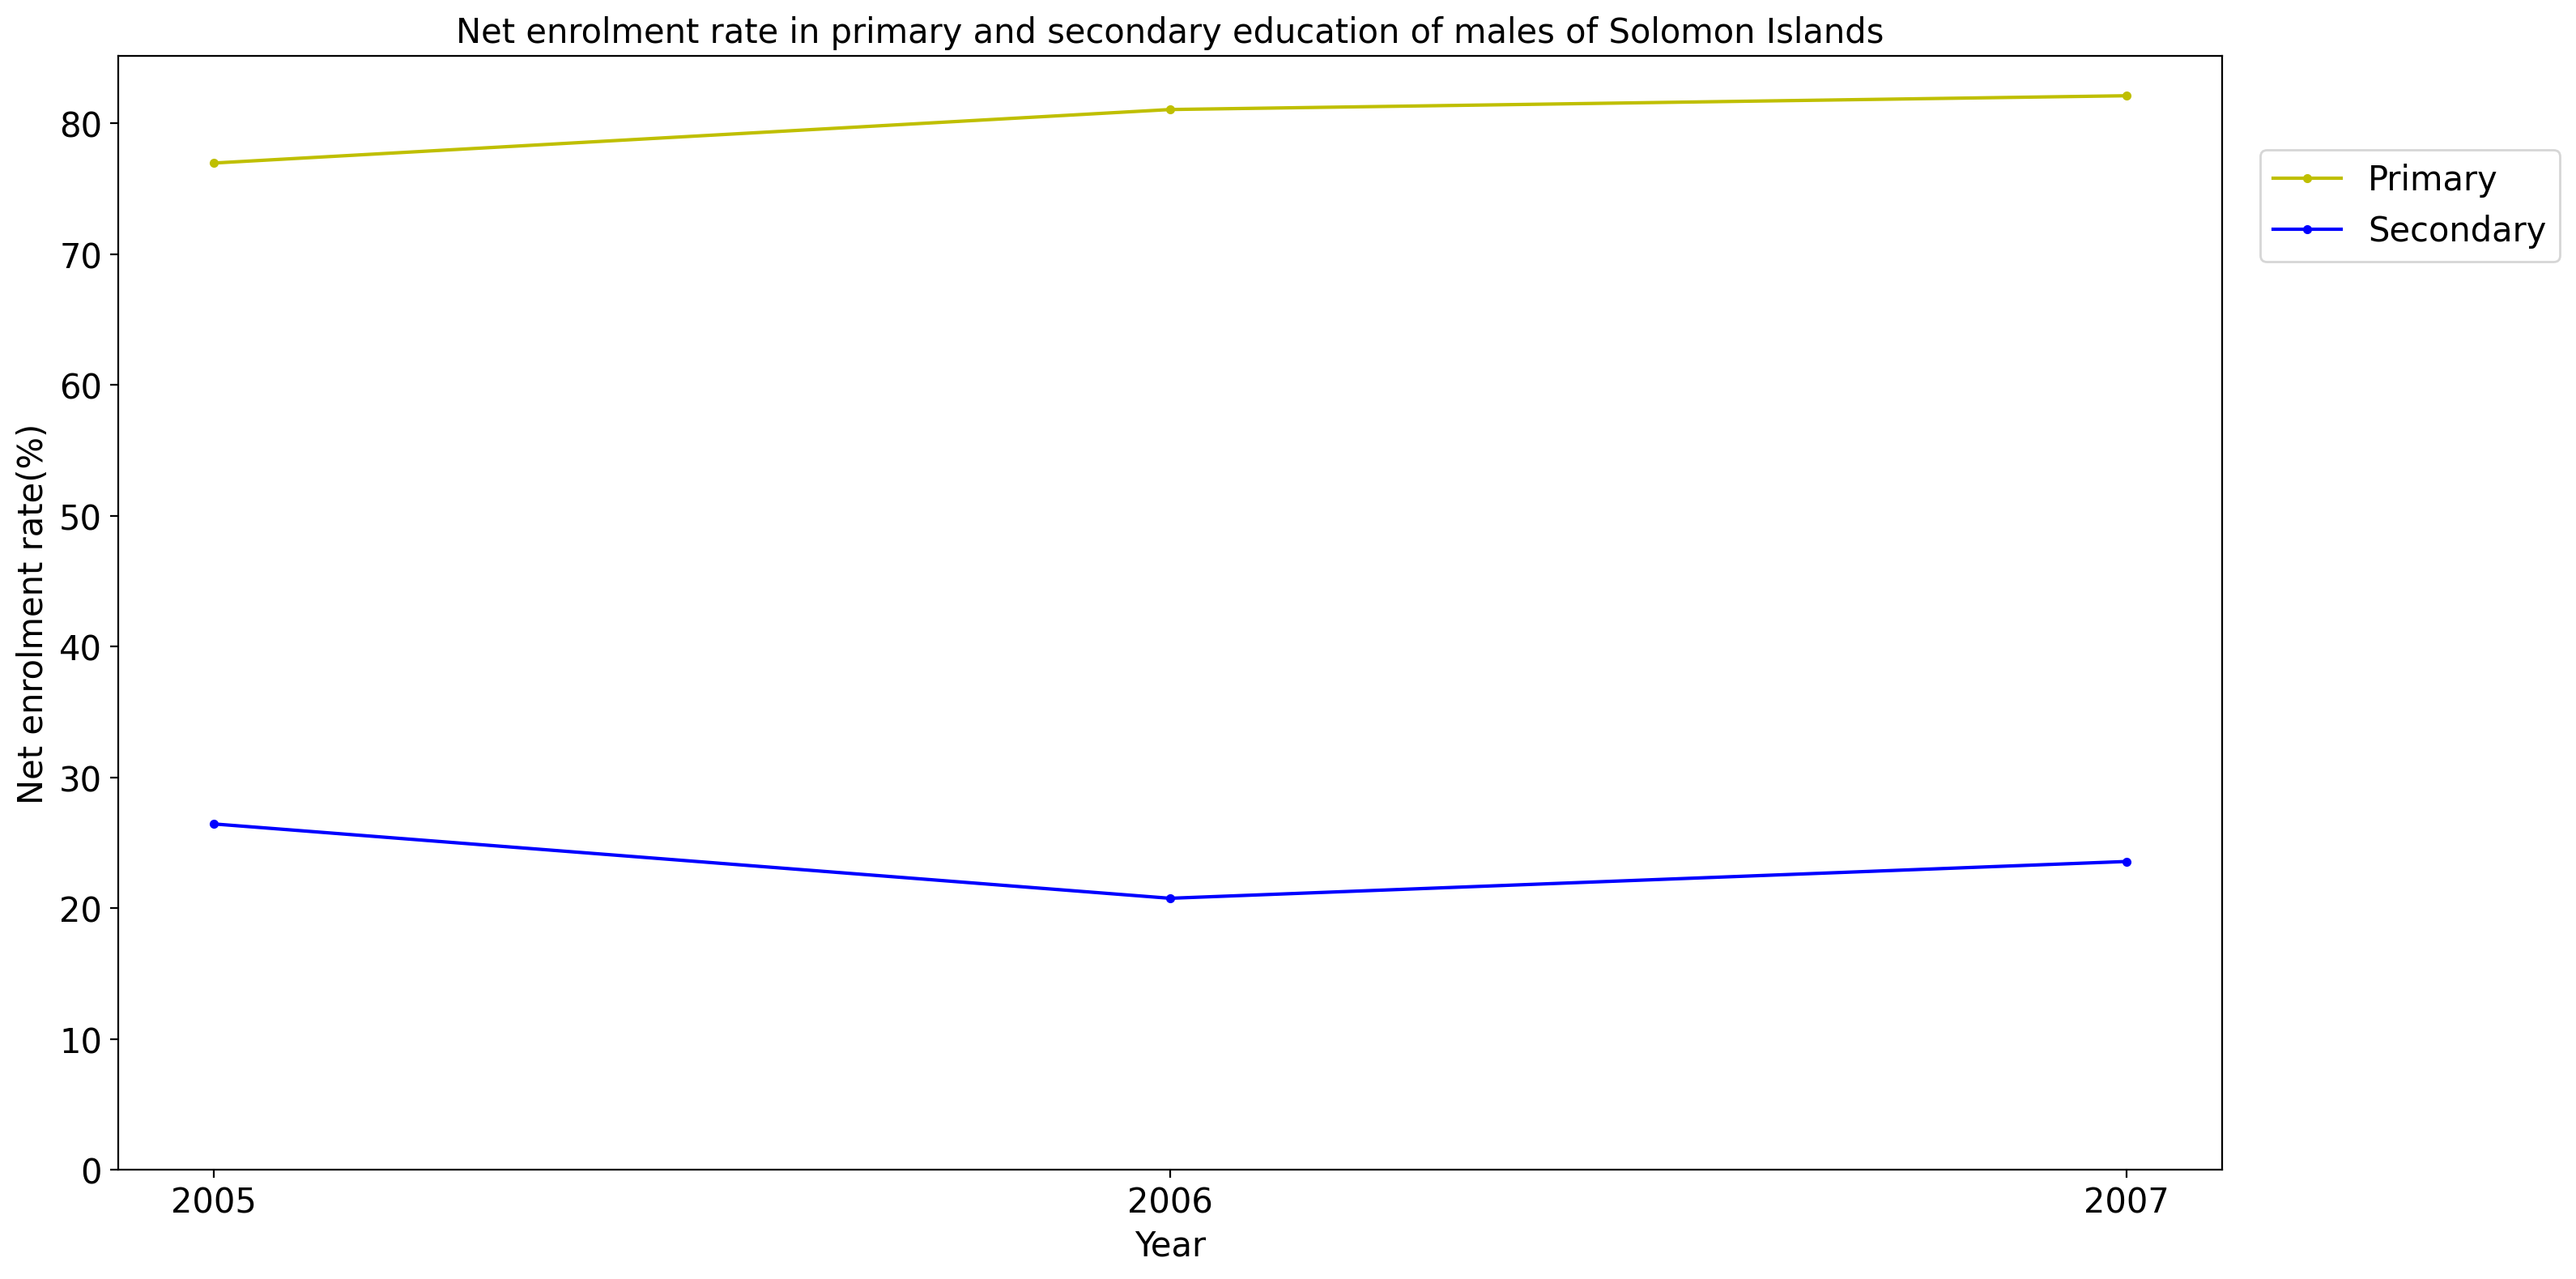 Net enrolment rate in primary and secondary education of males of Solomon Islands
Primary
Secondary
Net enrolment rate(%)
80
70
60
50
40
30
20
10
0
2005
2006
2007
Year